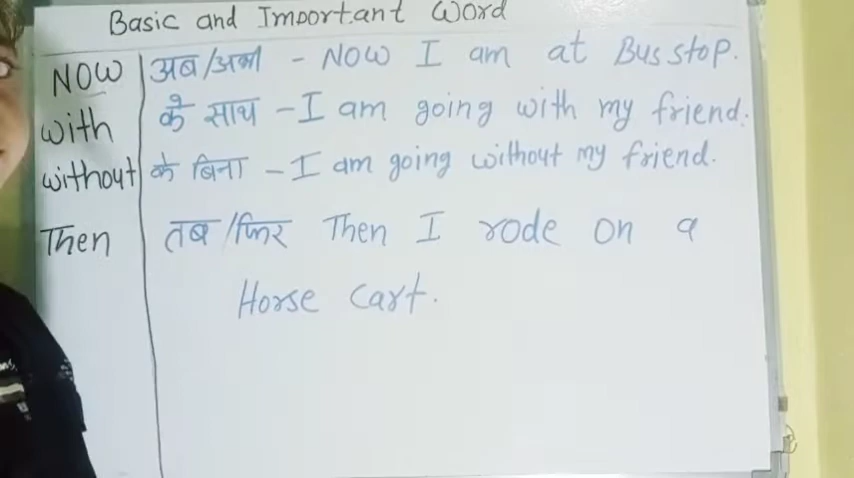 Basic and Important Word
NOW अब/अभी - NOW I am at Bus stop.
with के साथ - I am going with my friend.
without के बिना - I am going without my friend.
Then तब/फिर Then I rode on a
Horse cart.